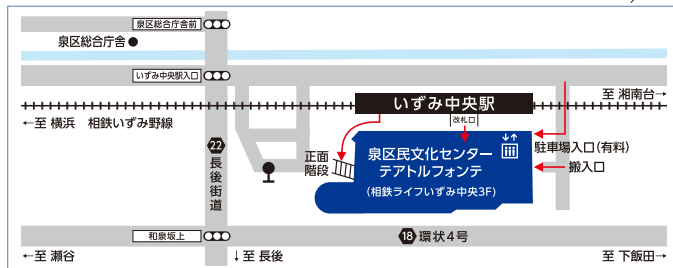 泉区総合庁舎前
泉区総合庁舎
いずみ中央駅入口
いずみ中央駅
至 湘南台→
←至 横浜 相鉄いずみ野線
改札口
22
長後街道
正面
階段
泉区民文化センター
テアトルフォンテ
(相鉄ライフいずみ中央3F)
駐車場入口(有料)
搬入口
和泉坂上
18 環状4号
←至 瀬谷
↓至 長後
至 下飯田→